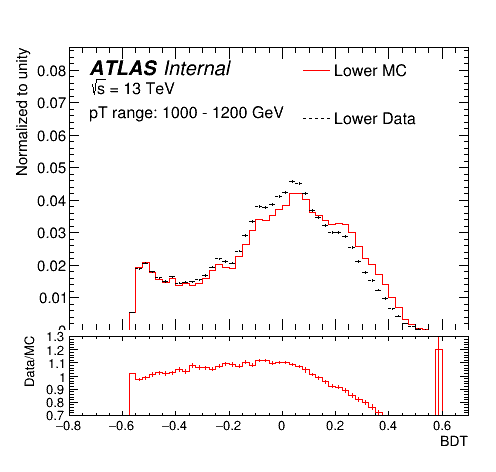 ATLAS Internal
√s = 13 TeV
pT range: 1000 - 1200 GeV
Lower MC
Lower Data
Normalized to unity
0.08
0.07
0.06
0.05
0.04
0.03
0.02
0.01
0
Data/MC
1.3
1.2
1.1
1
0.9
0.8
0.7
−0.8 −0.6 −0.4 −0.2 0 0.2 0.4 0.6
BDT